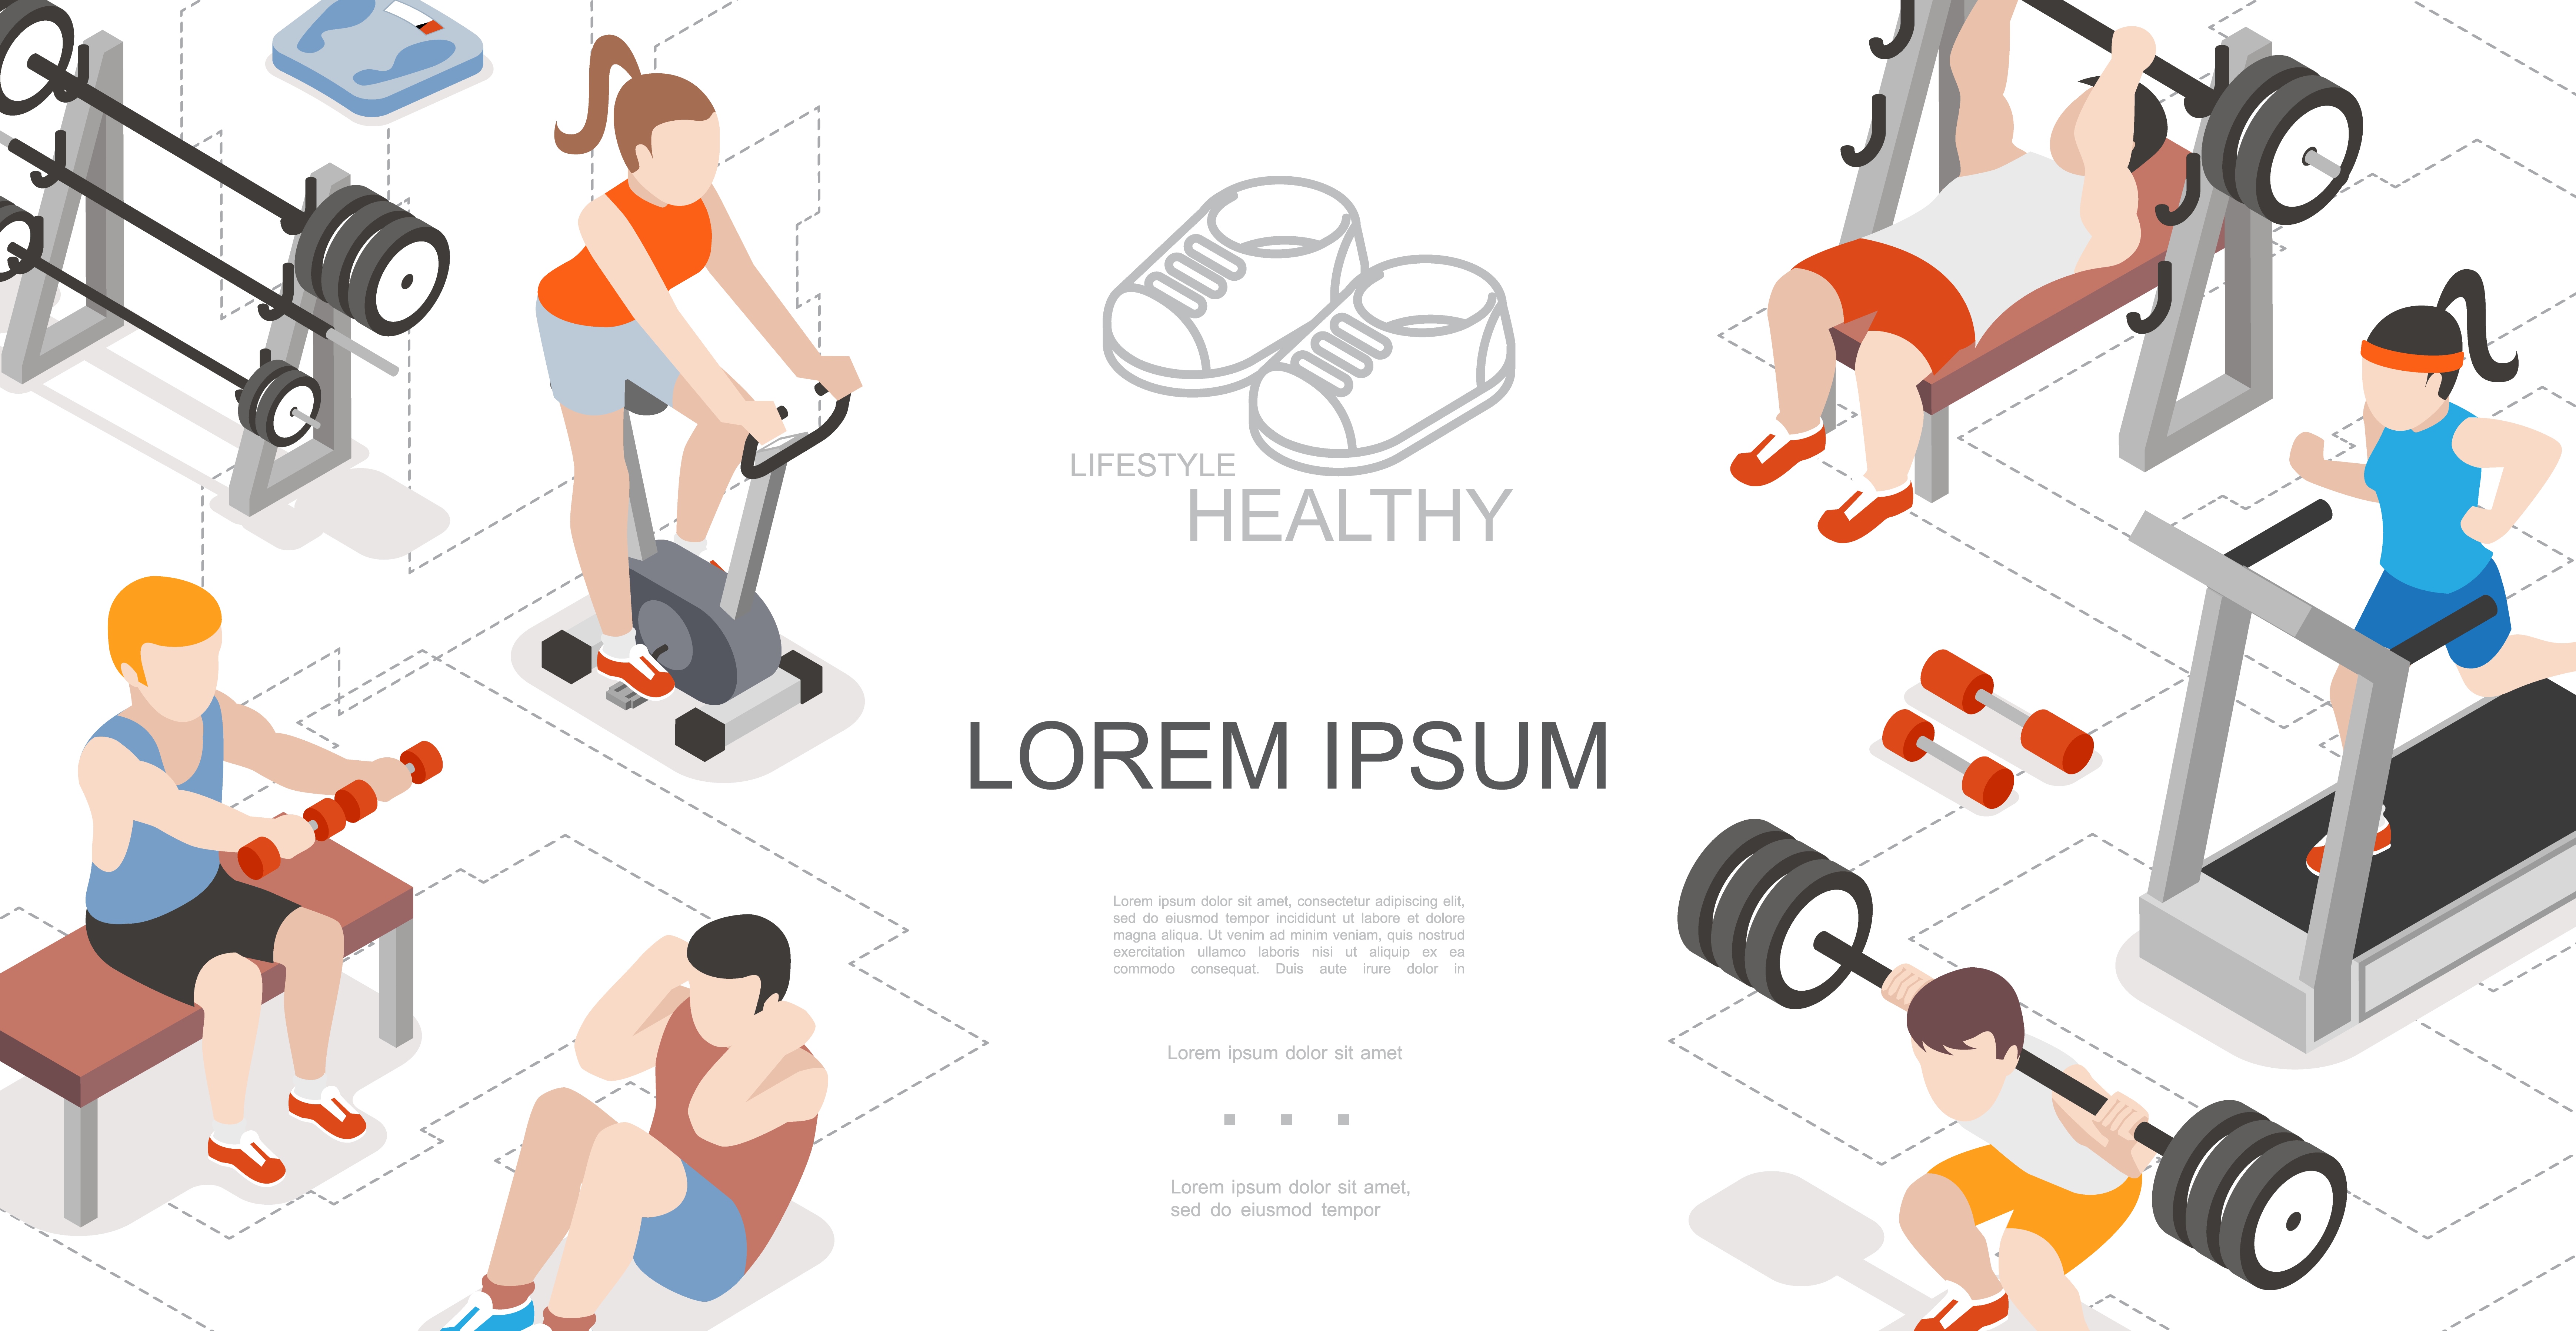 LIFESTYLE
HEALTHY
LOREM IPSUM
Lorem ipsum dolor sit amet, consectetur adipiscing elit,
sed do eiusmod tempor incididunt ut labore et dolore
magna aliqua. Ut venim ad minim veniam, quis nostrud
exercitation ullamco laboris nisi ut aliquip ex ea
commodo consequat. Duis aute irure dolor in
Lorem ipsum dolor sit amet
Lorem ipsum dolor sit amet,
sed do eiusmod tempor